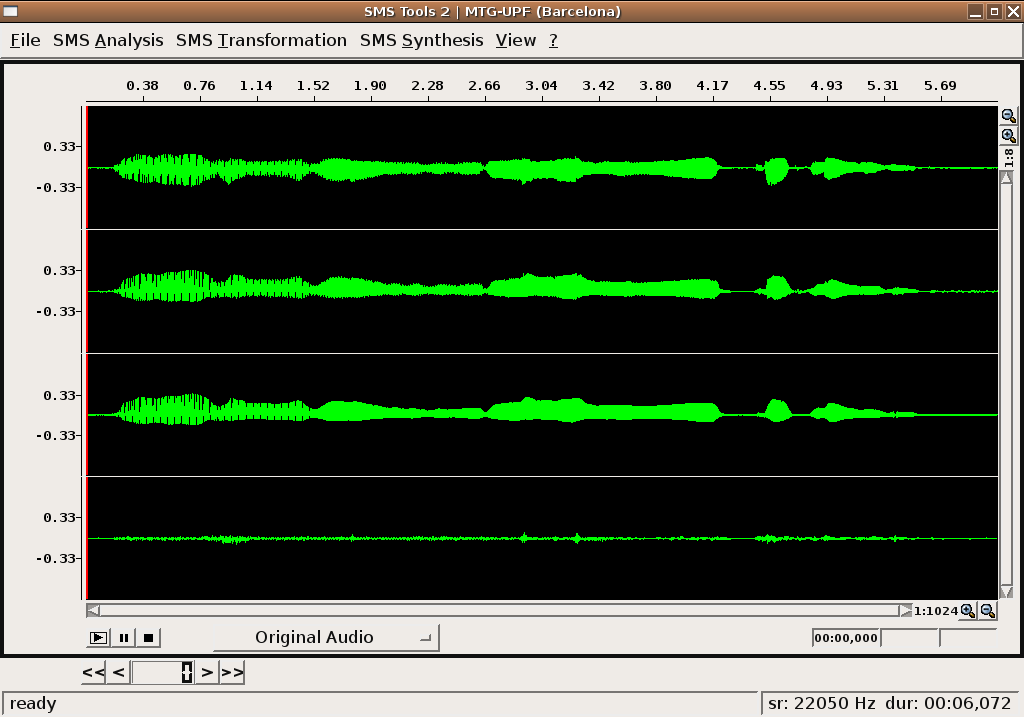 SMS Tools 2 | MTG-UPF (Barcelona)
File SMS Analysis SMS Transformation SMS Synthesis View ?
0.38 0.76 1.14 1.52 1.90 2.28 2.66 3.04 3.42 3.80 4.17 4.55 4.93 5.31 5.69
1:8
0.33
-0.33
0.33
-0.33
0.33
-0.33
0.33
-0.33
1:1024
Original Audio
00:00,000
<< < 0 > >>
ready
sr: 22050 Hz dur: 00:06,072